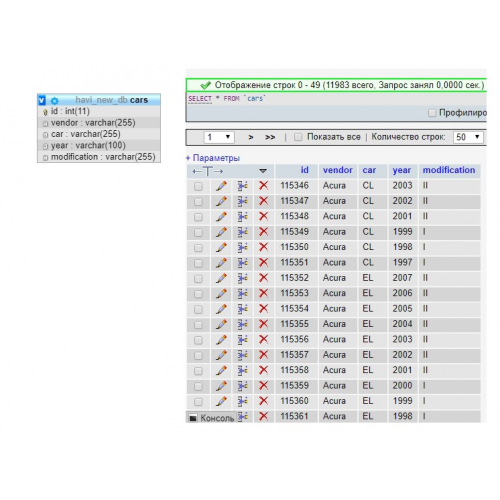 havi_new_db cars
id : int(11)
vendor : varchar(255)
car : varchar(255)
year : varchar(100)
modification : varchar(255)
Отображение строк 0 - 49 (11983 всего, Запрос занял 0,0000 сек.)
SELECT * FROM `cars`
Профилиро
1 > >> | Показать все | Количество строк: 50
+ Параметры
←T→ id vendor car year modification
115346 Acura CL 2003 II
115347 Acura CL 2002 II
115348 Acura CL 2001 II
115349 Acura CL 1999 I
115350 Acura CL 1998 I
115351 Acura CL 1997 I
115352 Acura EL 2007 II
115353 Acura EL 2006 II
115354 Acura EL 2005 II
115355 Acura EL 2004 II
115356 Acura EL 2003 II
115357 Acura EL 2002 II
115358 Acura EL 2001 II
115359 Acura EL 2000 I
115360 Acura EL 1999 I
Консоль 115361 Acura EL 1998 I